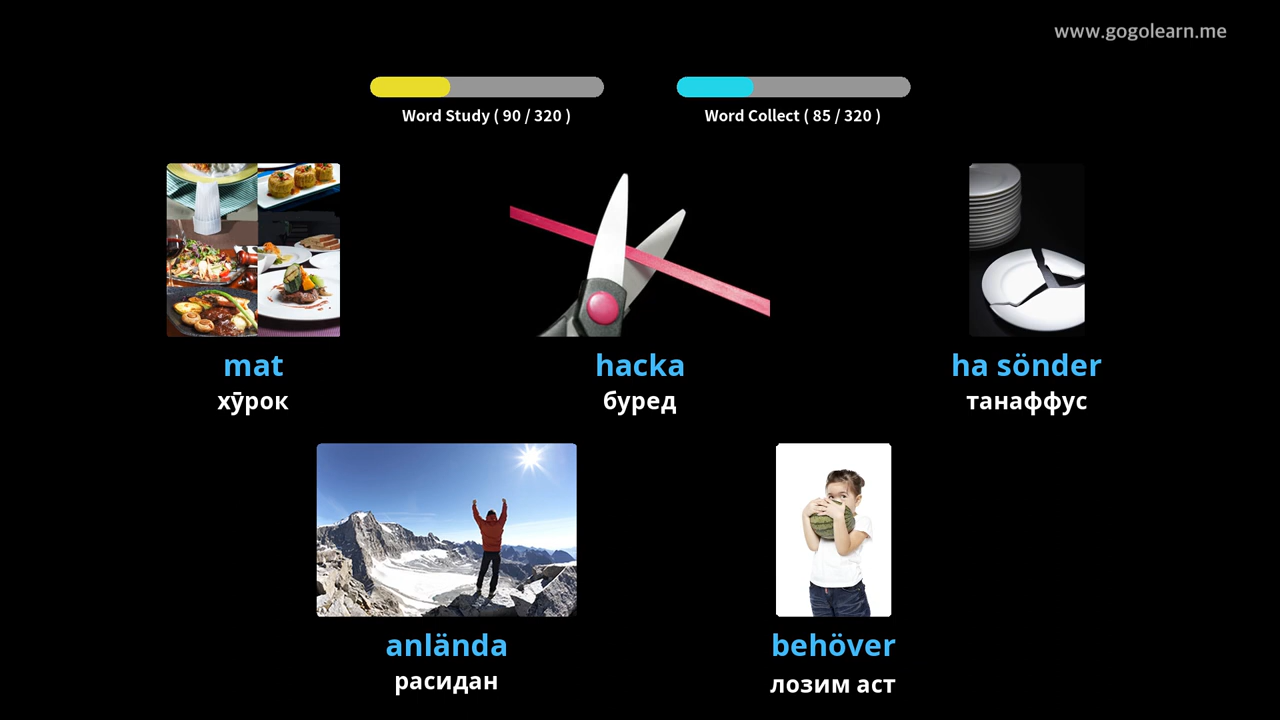 www.gogolearn.me
Word Study ( 90 / 320 )
Word Collect ( 85 / 320 )
mat
хӯрок
hacka
буред
ha sönder
танаффус
anlända
расидан
behöver
лозим аст